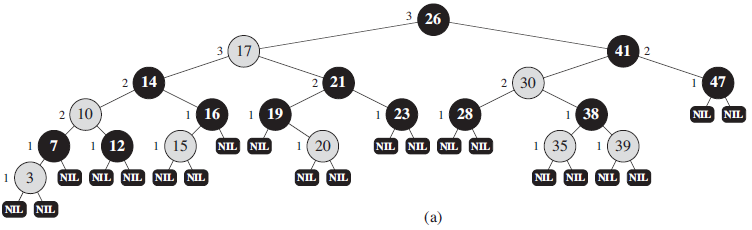 3 26
3 17 41 2
2 14 2 21 2 30 1 47
2 10 1 16 1 19 1 23 1 28 1 38 NIL NIL
1 7 1 12 1 15 NIL NIL 1 20 NIL NIL NIL NIL 1 35 1 39
1 3 NIL NIL NIL NIL NIL NIL NIL NIL NIL NIL NIL
NIL NIL
(a)